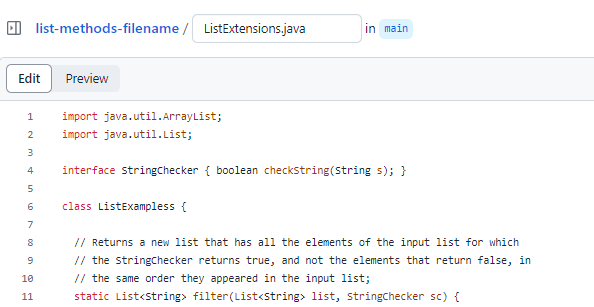 list-methods-filename / ListExtensions.java in main
Edit Preview
1 import java.util.ArrayList;
2 import java.util.List;
3
4 interface StringChecker { boolean checkString(String s); }
5
6 class ListExampless {
7
8 // Returns a new list that has all the elements of the input list for which
9 // the StringChecker returns true, and not the elements that return false, in
10 // the same order they appeared in the input list;
11 static List<String> filter(List<String> list, StringChecker sc) {